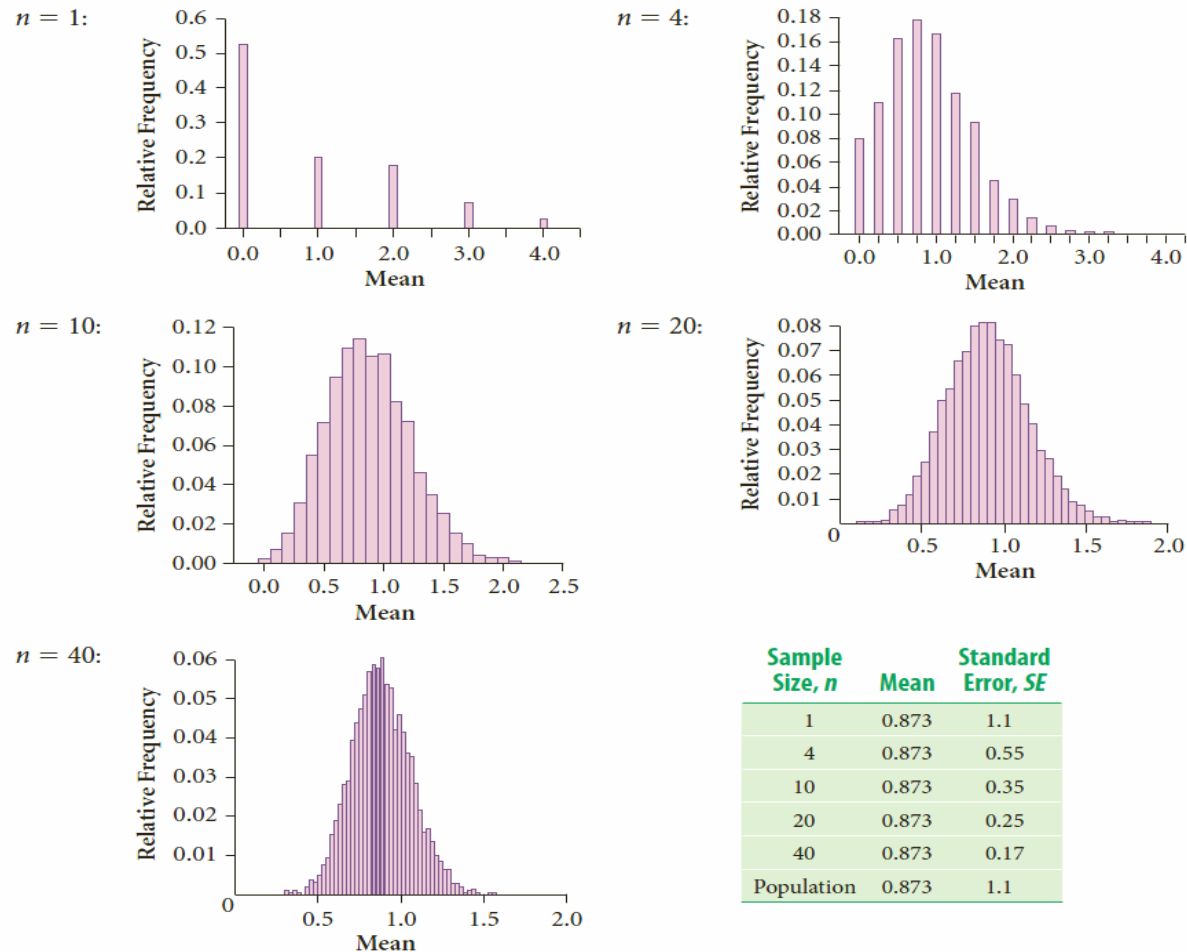 n = 1:
Relative Frequency
0.6
0.5
0.4
0.3
0.2
0.1
0.0
0.0 1.0 2.0 3.0 4.0
Mean
n = 4:
Relative Frequency
0.18
0.16
0.14
0.12
0.10
0.08
0.06
0.04
0.02
0.00
0.0 1.0 2.0 3.0 4.0
Mean
n = 10:
Relative Frequency
0.12
0.10
0.08
0.06
0.04
0.02
0.00
0.0 0.5 1.0 1.5 2.0 2.5
Mean
n = 20:
Relative Frequency
0.08
0.07
0.06
0.05
0.04
0.03
0.02
0.01
0 0.5 1.0 1.5 2.0
Mean
n = 40:
Relative Frequency
0.06
0.05
0.04
0.03
0.02
0.01
0 0.5 1.0 1.5 2.0
Mean
Sample Standard
Size, n Mean Error, SE
1 0.873 1.1
4 0.873 0.55
10 0.873 0.35
20 0.873 0.25
40 0.873 0.17
Population 0.873 1.1